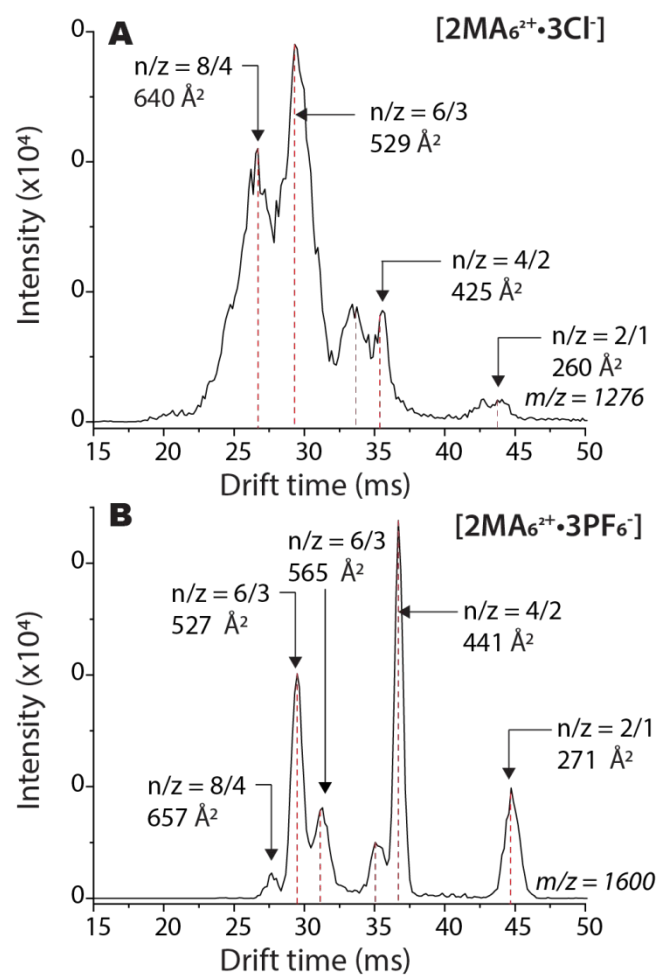 A
[2MA₆²⁺•3Cl⁻]
n/z = 8/4
640 Å²
n/z = 6/3
529 Å²
n/z = 4/2
425 Å²
n/z = 2/1
260 Å²
m/z = 1276
Intensity (x10⁴)
0
0
0
0
15 20 25 30 35 40 45 50
Drift time (ms)
B
[2MA₆²⁺•3PF₆⁻]
n/z = 6/3
565 Å²
n/z = 6/3
527 Å²
n/z = 4/2
441 Å²
n/z = 2/1
271 Å²
n/z = 8/4
657 Å²
m/z = 1600
Intensity (x10⁴)
0
0
0
0
15 20 25 30 35 40 45 50
Drift time (ms)